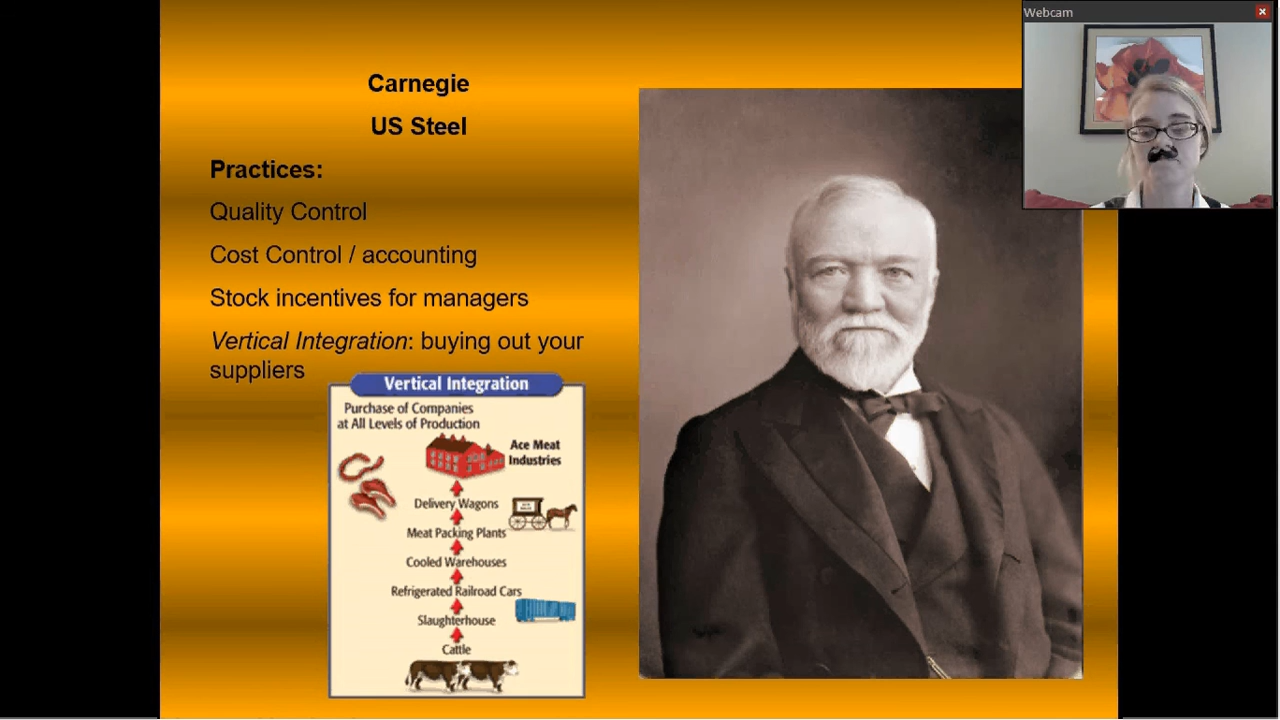 Webcam
Carnegie
US Steel
Practices:
Quality Control
Cost Control / accounting
Stock incentives for managers
Vertical Integration: buying out your
suppliers
Vertical Integration
Purchase of Companies
at All Levels of Production
Ace Meat
Industries
Delivery Wagons
Meat Packing Plants
Cooled Warehouses
Refrigerated Railroad Cars
Slaughterhouse
Cattle